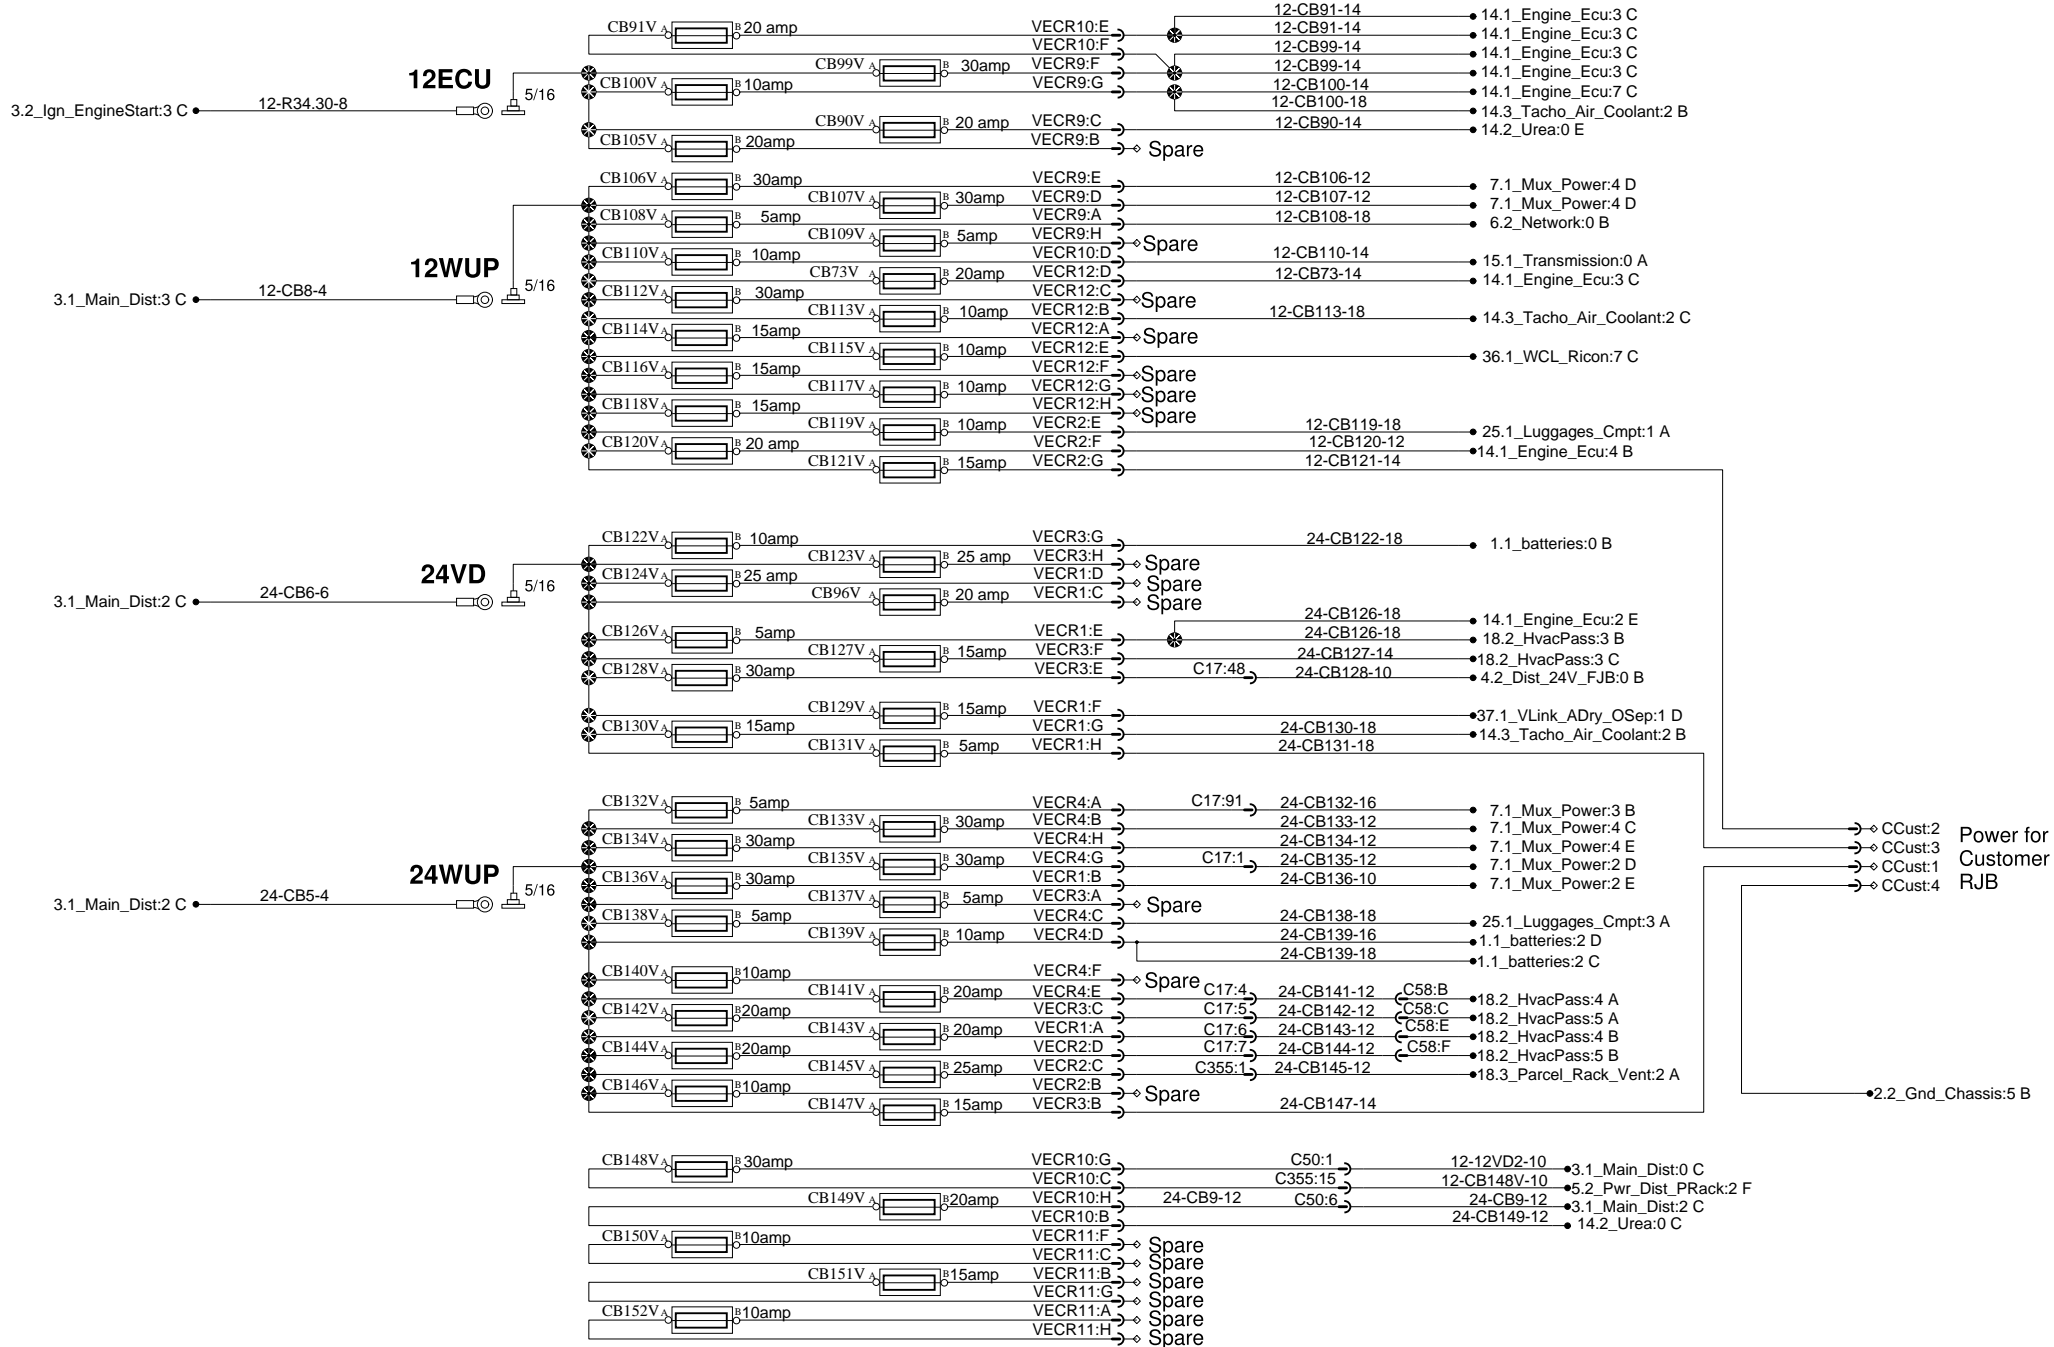 12-CB91-14 14.1_Engine_Ecu:3 C
CB91V A B 20 amp VECR10:E 12-CB91-14 14.1_Engine_Ecu:3 C
VECR10:F 12-CB99-14 14.1_Engine_Ecu:3 C
12ECU CB99V A B 30amp VECR9:F 12-CB99-14 14.1_Engine_Ecu:3 C
5/16 CB100V A B 10amp VECR9:G 12-CB100-14 14.1_Engine_Ecu:7 C
3.2_Ign_EngineStart:3 C 12-R34.30-8 12-CB100-18 14.3_Tacho_Air_Coolant:2 B
CB90V A B 20 amp VECR9:C 12-CB90-14 14.2_Urea:0 E
CB105V A B 20amp VECR9:B Spare
CB106V A B 30amp VECR9:E 12-CB106-12 7.1_Mux_Power:4 D
CB107V A B 30amp VECR9:D 12-CB107-12 7.1_Mux_Power:4 D
CB108V A B 5amp VECR9:A 12-CB108-18 6.2_Network:0 B
CB109V A B 5amp VECR9:H Spare
12WUP CB110V A B 10amp VECR10:D 12-CB110-14 15.1_Transmission:0 A
5/16 CB73V A B 20amp VECR12:D 12-CB73-14 14.1_Engine_Ecu:3 C
3.1_Main_Dist:3 C 12-CB8-4 CB112V A B 30amp VECR12:C Spare
CB113V A B 10amp VECR12:B 12-CB113-18 14.3_Tacho_Air_Coolant:2 C
CB114V A B 15amp VECR12:A Spare
CB115V A B 10amp VECR12:E 36.1_WCL_Ricon:7 C
CB116V A B 15amp VECR12:F Spare
CB117V A B 10amp VECR12:G Spare
CB118V A B 15amp VECR12:H Spare
CB119V A B 10amp VECR2:E 12-CB119-18 25.1_Luggages_Cmpt:1 A
CB120V A B 20 amp VECR2:F 12-CB120-12 14.1_Engine_Ecu:4 B
CB121V A B 15amp VECR2:G 12-CB121-14
CB122V A B 10amp VECR3:G 24-CB122-18 1.1_batteries:0 B
CB123V A B 25 amp VECR3:H Spare
24VD 5/16 CB124V A B 25 amp VECR1:D Spare
3.1_Main_Dist:2 C 24-CB6-6 CB96V A B 20 amp VECR1:C Spare
24-CB126-18 14.1_Engine_Ecu:2 E
CB126V A B 5amp VECR1:E 24-CB126-18 18.2_HvacPass:3 B
CB127V A B 15amp VECR3:F 24-CB127-14 18.2_HvacPass:3 C
CB128V A B 30amp VECR3:E C17:48 24-CB128-10 4.2_Dist_24V_FJB:0 B
CB129V A B 15amp VECR1:F 37.1_VLink_ADry_OSep:1 D
CB130V A B 15amp VECR1:G 24-CB130-18 14.3_Tacho_Air_Coolant:2 B
CB131V A B 5amp VECR1:H 24-CB131-18
CB132V A B 5amp VECR4:A C17:91 24-CB132-16 7.1_Mux_Power:3 B
CB133V A B 30amp VECR4:B 24-CB133-12 7.1_Mux_Power:4 C CCust:2 Power for
CB134V A B 30amp VECR4:H 24-CB134-12 7.1_Mux_Power:4 E CCust:3 Customer
24WUP CB135V A B 30amp VECR4:G C17:1 24-CB135-12 7.1_Mux_Power:2 D CCust:1
5/16 CB136V A B 30amp VECR1:B 24-CB136-10 7.1_Mux_Power:2 E CCust:4 RJB
3.1_Main_Dist:2 C 24-CB5-4 CB137V A B 5amp VECR3:A Spare
CB138V A B 5amp VECR4:C 24-CB138-18 25.1_Luggages_Cmpt:3 A
CB139V A B 10amp VECR4:D 24-CB139-16 1.1_batteries:2 D
24-CB139-18 1.1_batteries:2 C
CB140V A B 10amp VECR4:F Spare
CB141V A B 20amp VECR4:E C17:4 24-CB141-12 C58:B 18.2_HvacPass:4 A
CB142V A B 20amp VECR3:C C17:5 24-CB142-12 C58:C 18.2_HvacPass:5 A
CB143V A B 20amp VECR1:A C17:6 24-CB143-12 C58:E 18.2_HvacPass:4 B
CB144V A B 20amp VECR2:D C17:7 24-CB144-12 C58:F 18.2_HvacPass:5 B
CB145V A B 25amp VECR2:C C355:1 24-CB145-12 18.3_Parcel_Rack_Vent:2 A
CB146V A B 10amp VECR2:B Spare 2.2_Gnd_Chassis:5 B
CB147V A B 15amp VECR3:B 24-CB147-14
CB148V A B 30amp VECR10:G C50:1 12-12VD2-10 3.1_Main_Dist:0 C
VECR10:C C355:15 12-CB148V-10 5.2_Pwr_Dist_PRack:2 F
CB149V A B 20amp VECR10:H 24-CB9-12 C50:6 24-CB9-12 3.1_Main_Dist:2 C
VECR10:B 24-CB149-12 14.2_Urea:0 C
CB150V A B 10amp VECR11:F Spare
VECR11:C Spare
CB151V A B 15amp VECR11:B Spare
VECR11:G Spare
CB152V A B 10amp VECR11:A Spare
VECR11:H Spare